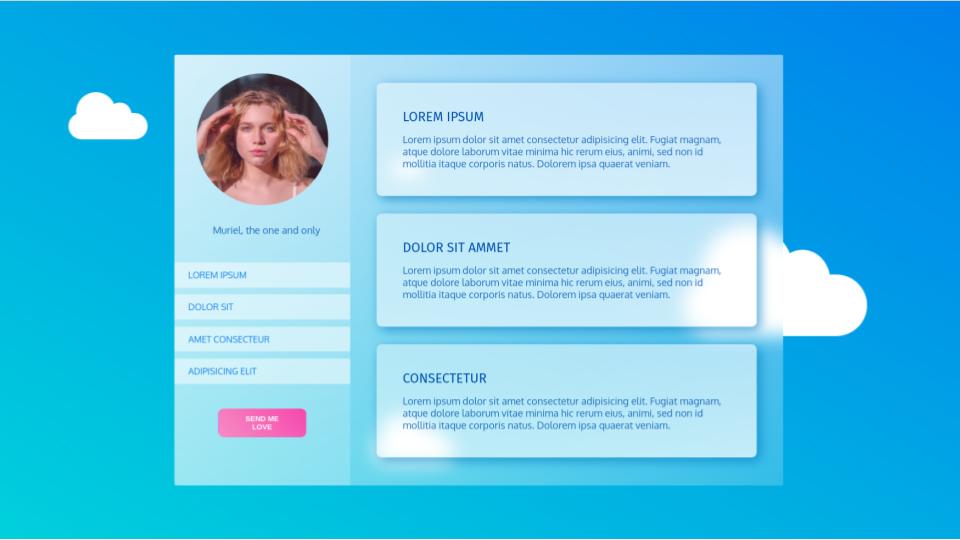 Muriel, the one and only
LOREM IPSUM
DOLOR SIT
AMET CONSECTEUR
ADIPISICING ELIT
SEND ME
LOVE
LOREM IPSUM
Lorem ipsum dolor sit amet consectetur adipisicing elit. Fugiat magnam,
atque dolore laborum vitae minima hic rerum eius, animi, sed non id
mollitia itaque corporis natus. Dolorem ipsa quaerat veniam.
DOLOR SIT AMMET
Lorem ipsum dolor sit amet consectetur adipisicing elit. Fugiat magnam,
atque dolore laborum vitae minima hic rerum eius, animi, sed non id
mollitia itaque corporis natus. Dolorem ipsa quaerat veniam.
CONSECTETUR
Lorem ipsum dolor sit amet consectetur adipisicing elit. Fugiat magnam,
atque dolore laborum vitae minima hic rerum eius, animi, sed non id
mollitia itaque corporis natus. Dolorem ipsa quaerat veniam.